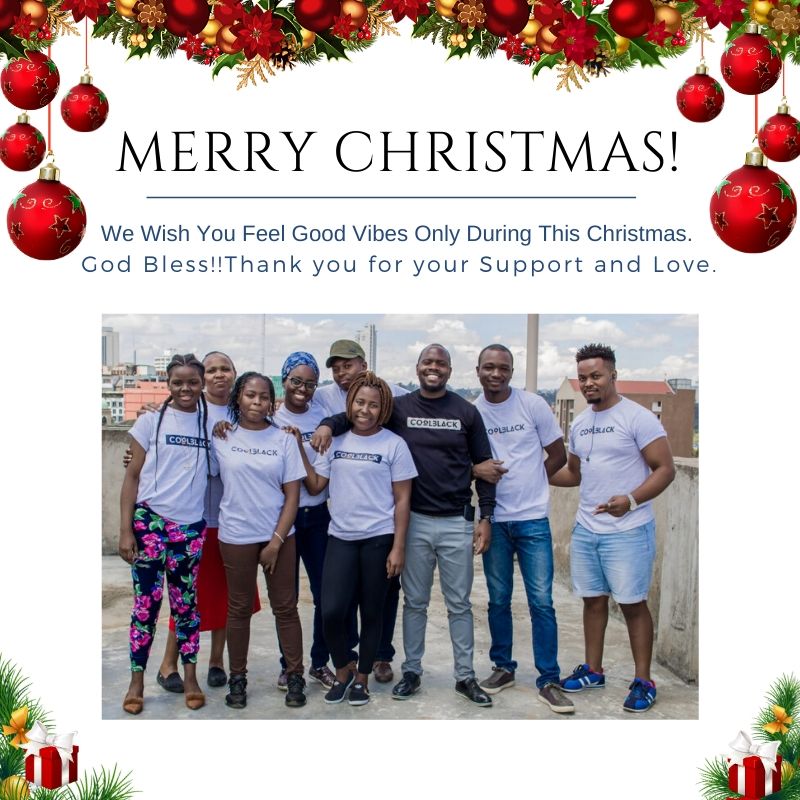 MERRY CHRISTMAS!
We Wish You Feel Good Vibes Only During This Christmas.
God Bless!!Thank you for your Support and Love.
COOLBLACK
COOLBLACK
COOLBLACK
COOLBLACK
COOLBLACK
COOLBLACK